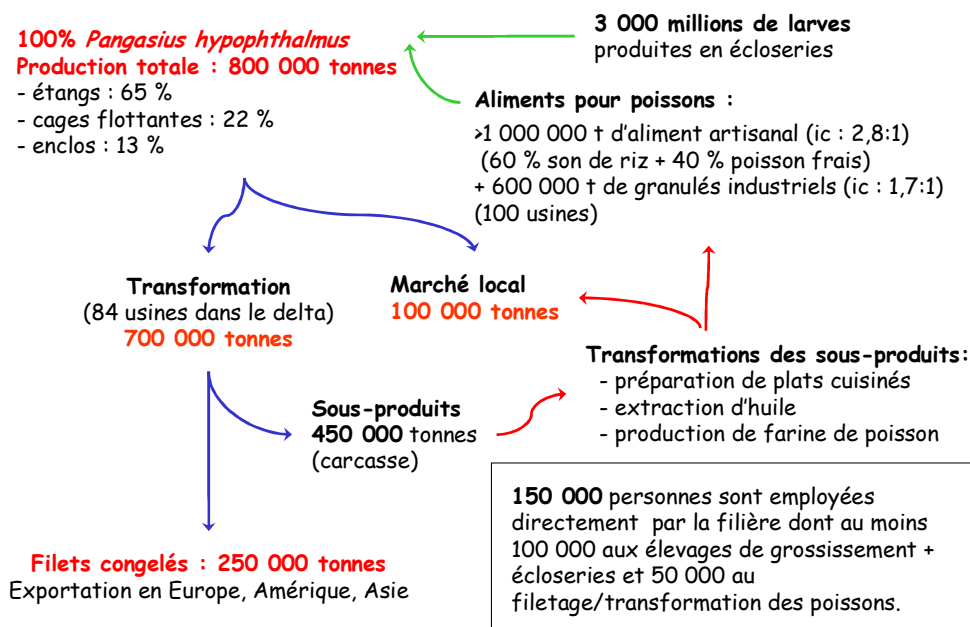 100% Pangasius hypophthalmus
Production totale : 800 000 tonnes
- étangs : 65 %
- cages flottantes : 22 %
- enclos : 13 %
3 000 millions de larves
produites en écloseries
Aliments pour poissons :
>1 000 000 t d'aliment artisanal (ic : 2,8:1)
(60 % son de riz + 40 % poisson frais)
+ 600 000 t de granulés industriels (ic : 1,7:1)
(100 usines)
Transformation
(84 usines dans le delta)
700 000 tonnes
Marché local
100 000 tonnes
Transformations des sous-produits:
- préparation de plats cuisinés
- extraction d'huile
- production de farine de poisson
Sous-produits
450 000 tonnes
(carcasse)
Filets congelés : 250 000 tonnes
Exportation en Europe, Amérique, Asie
150 000 personnes sont employées
directement par la filière dont au moins
100 000 aux élevages de grossissement +
écloseries et 50 000 au
filetage/transformation des poissons.